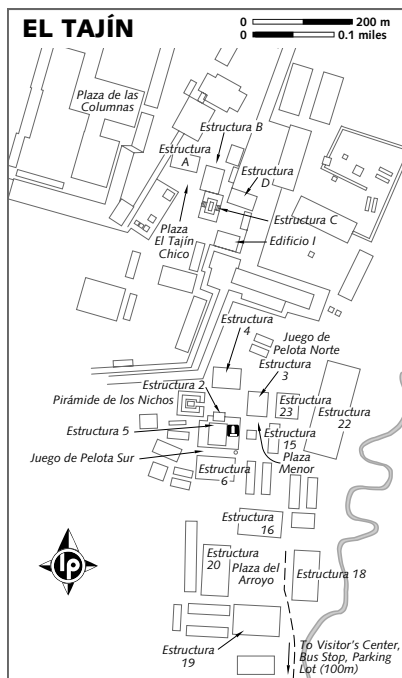 EL TAJÍN
0 200 m
0 0.1 miles
Plaza de las
Columnas
Estructura B
Estructura
A
Estructura
D
Estructura C
Plaza
El Tajín
Chico
Edificio I
Estructura
4
Juego de
Pelota Norte
Estructura
3
Estructura 2
Pirámide de los Nichos
Estructura
23
Estructura
22
Estructura 5
Estructura
15
Plaza
Menor
Juego de Pelota Sur
Estructura
6
Estructura
16
lp
Estructura
20
Plaza del
Arroyo
Estructura 18
Estructura
19
To Visitor's Center,
Bus Stop, Parking
Lot (100m)